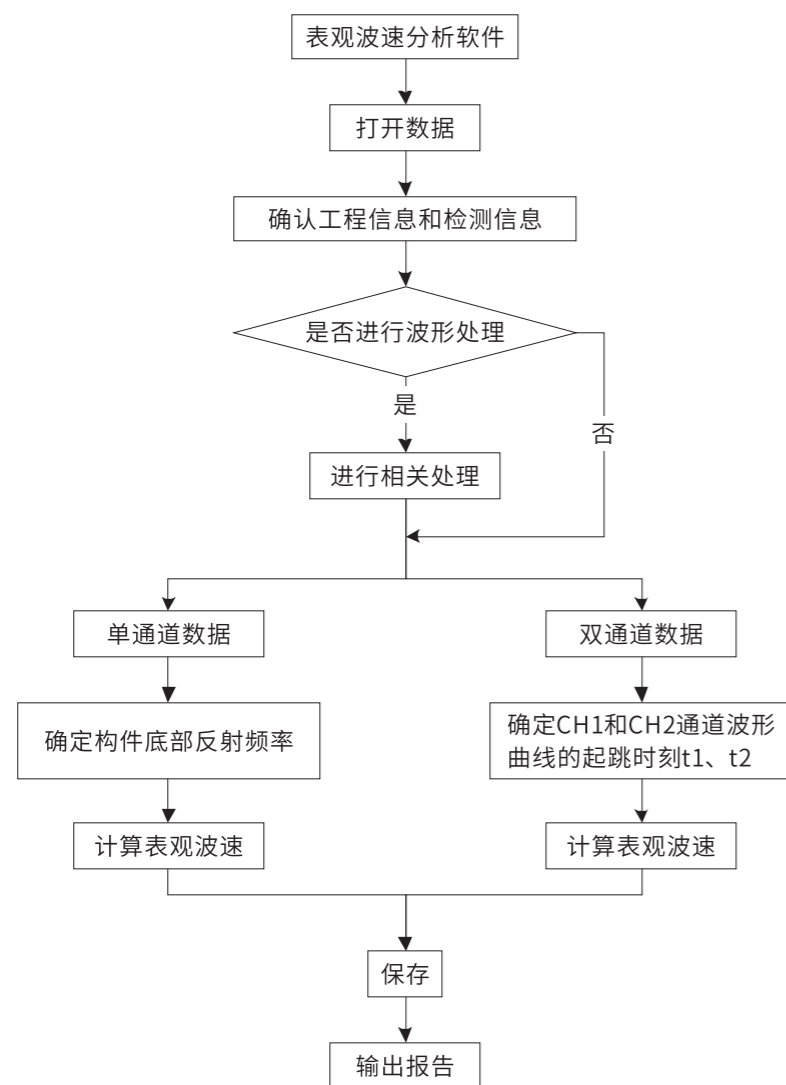 表观波速分析软件
打开数据
确认工程信息和检测信息
是否进行波形处理
是
否
进行相关处理
单通道数据
双通道数据
确定构件底部反射频率
确定CH1和CH2通道波形
曲线的起跳时刻t1、t2
计算表观波速
计算表观波速
保存
输出报告